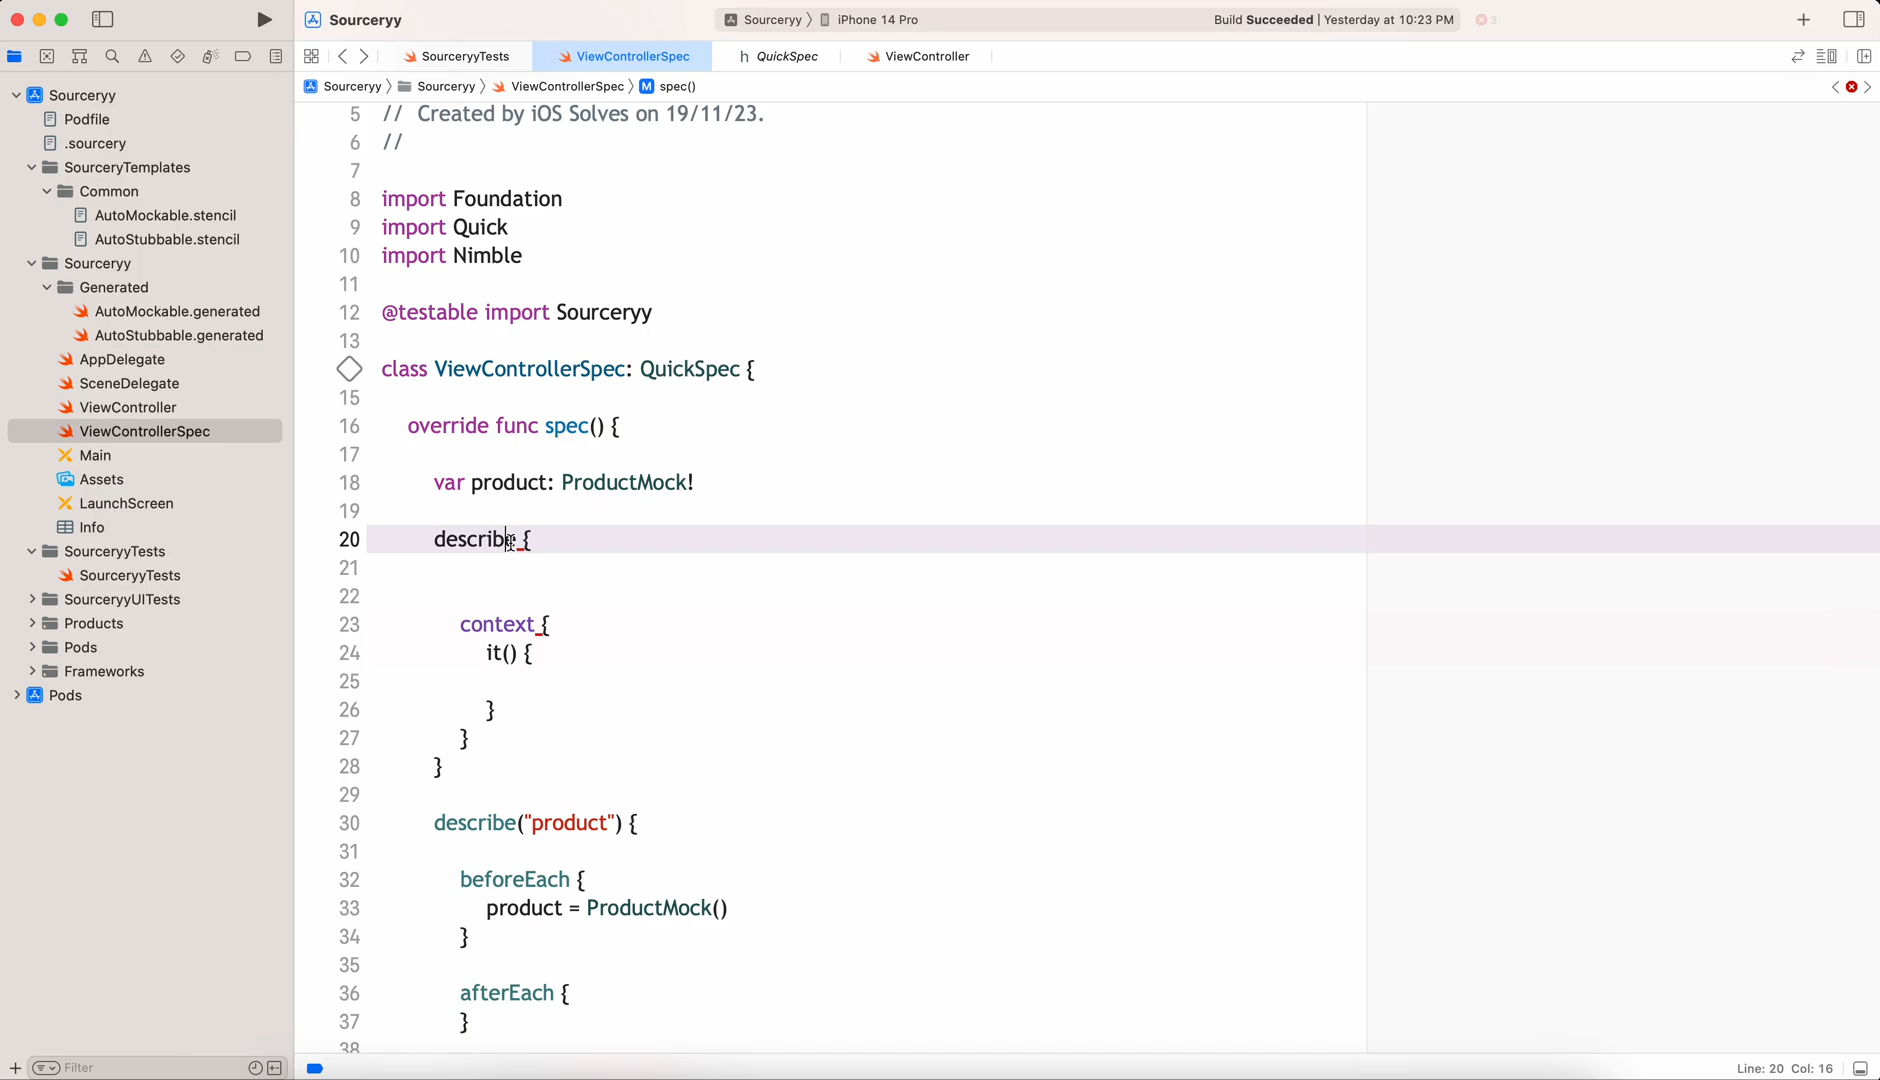 Sourceryy
Sourceryy 〉 iPhone 14 Pro
Build Succeeded | Yesterday at 10:23 PM
3
SourceryyTests
ViewControllerSpec
h QuickSpec
ViewController
Sourceryy 〉 Sourceryy 〉 ViewControllerSpec 〉 M spec()
Sourceryy
Podfile
.sourcery
SourceryTemplates
Common
AutoMockable.stencil
AutoStubbable.stencil
Sourceryy
Generated
AutoMockable.generated
AutoStubbable.generated
AppDelegate
SceneDelegate
ViewController
ViewControllerSpec
Main
Assets
LaunchScreen
Info
SourceryyTests
SourceryyTests
SourceryyUITests
Products
Pods
Frameworks
Pods
Filter
5 //  Created by iOS Solves on 19/11/23.
6 //
7
8 import Foundation
9 import Quick
10 import Nimble
11
12 @testable import Sourceryy
13
class ViewControllerSpec: QuickSpec {
15
16 override func spec() {
17
18 var product: ProductMock!
19
20 describe {
21
22
23 context {
24 it() {
25
26 }
27 }
28 }
29
30 describe("product") {
31
32 beforeEach {
33 product = ProductMock()
34 }
35
36 afterEach {
37 }
38
Line: 20 Col: 16